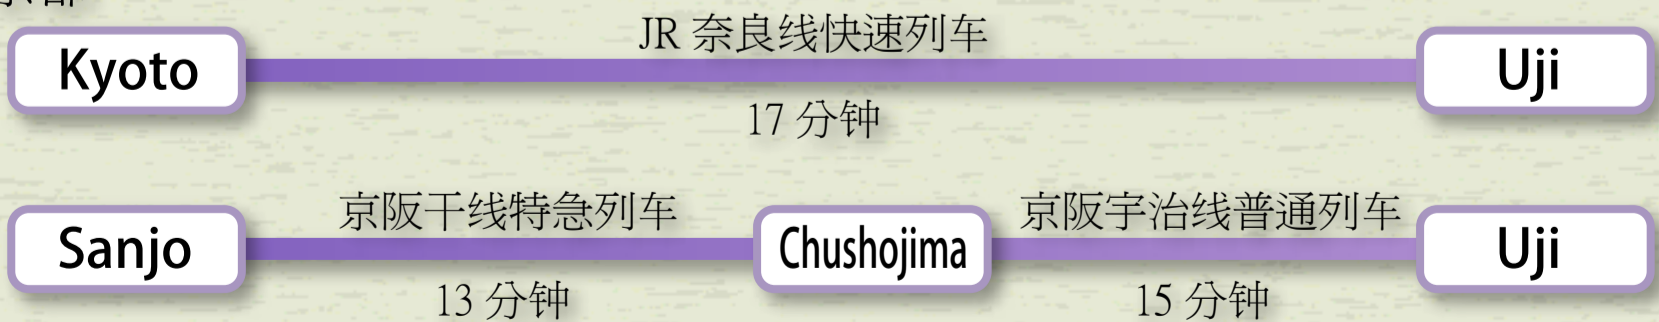 JR 奈良线快速列车
Kyoto
Uji
17 分钟
京阪干线特急列车
京阪宇治线普通列车
Sanjo
Chushojima
Uji
13 分钟
15 分钟